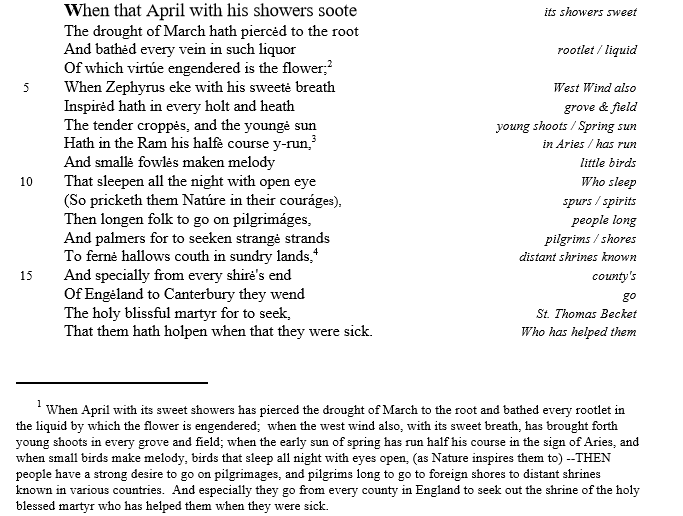 When that April with his showers soote its showers sweet
The drought of March hath piercèd to the root
And bathèd every vein in such liquor rootlet / liquid
Of which virtúe engendered is the flower;2
5 When Zephyrus eke with his sweetè breath West Wind also
Inspirèd hath in every holt and heath grove & field
The tender croppès, and the youngè sun young shoots / Spring sun
Hath in the Ram his halfè course y-run,3 in Aries / has run
And smallè fowlès maken melody little birds
10 That sleepen all the night with open eye Who sleep
(So pricketh them Natúre in their couráges), spurs / spirits
Then longen folk to go on pilgrimáges, people long
And palmers for to seeken strangè strands pilgrims / shores
To fernè hallows couth in sundry lands,4 distant shrines known
15 And specially from every shirè's end county's
Of Engèland to Canterbury they wend go
The holy blissful martyr for to seek, St. Thomas Becket
That them hath holpen when that they were sick. Who has helped them
1 When April with its sweet showers has pierced the drought of March to the root and bathed every rootlet in
the liquid by which the flower is engendered; when the west wind also, with its sweet breath, has brought forth
young shoots in every grove and field; when the early sun of spring has run half his course in the sign of Aries, and
when small birds make melody, birds that sleep all night with eyes open, (as Nature inspires them to) --THEN
people have a strong desire to go on pilgrimages, and pilgrims long to go to foreign shores to distant shrines
known in various countries. And especially they go from every county in England to seek out the shrine of the holy
blessed martyr who has helped them when they were sick.